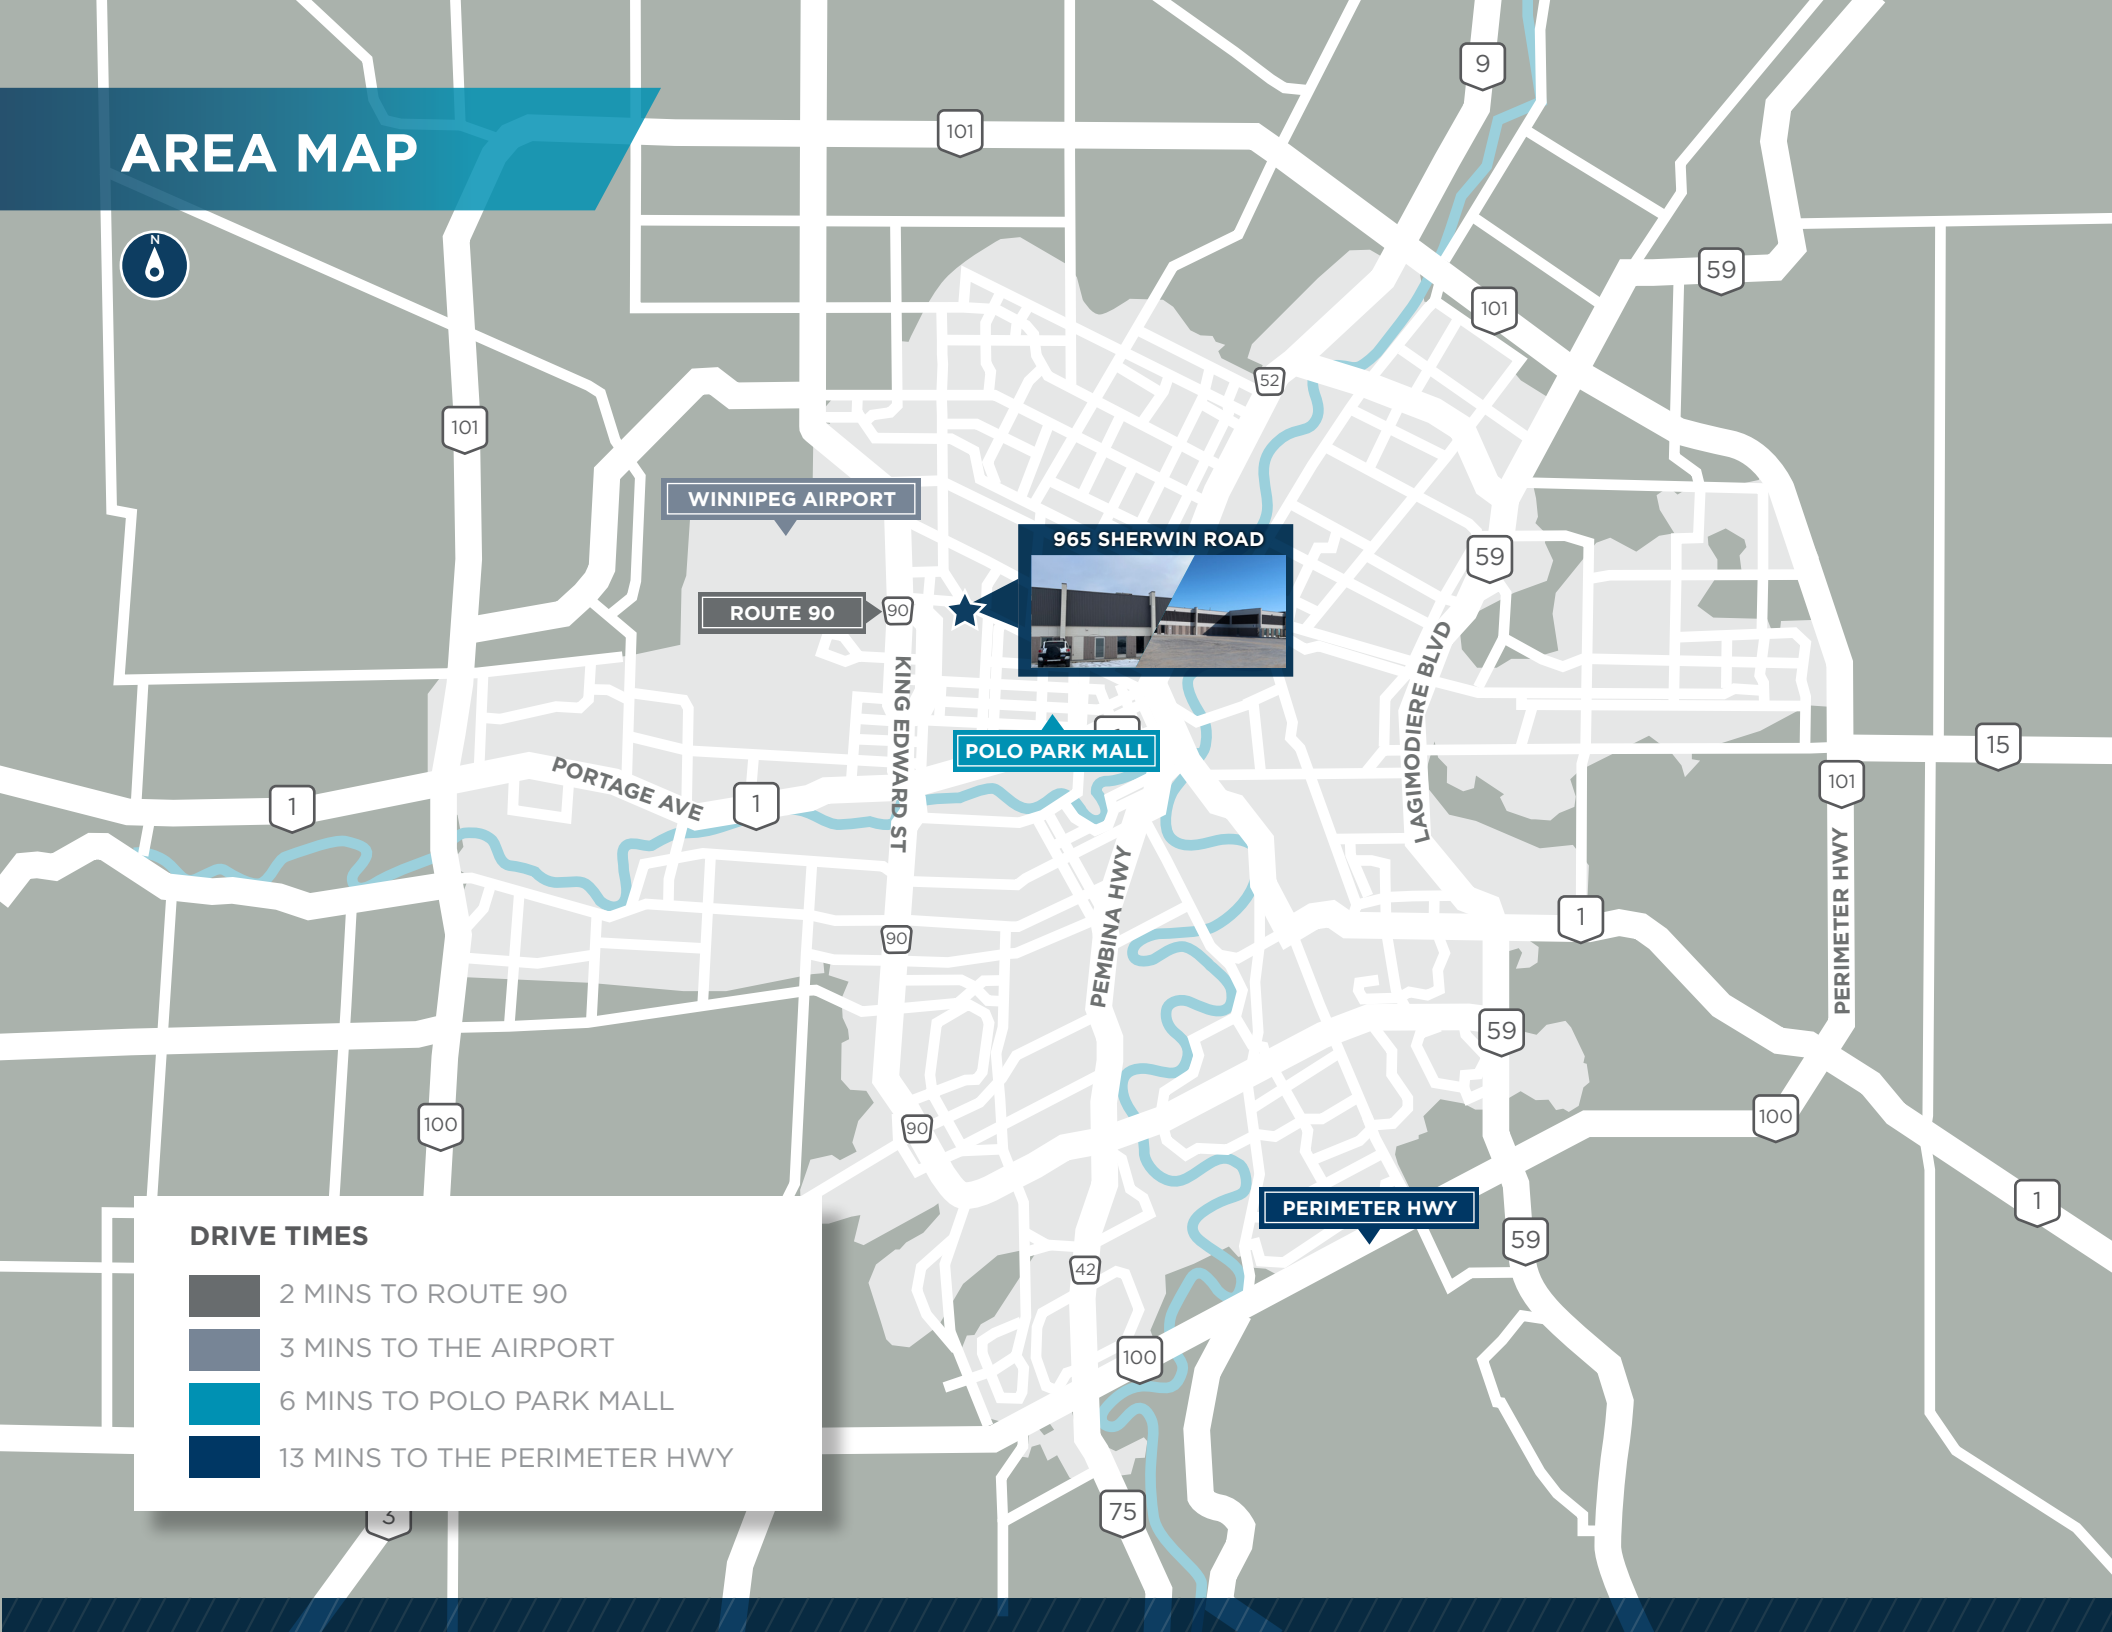 9
101
AREA MAP
N
59
101
52
101
WINNIPEG AIRPORT
965 SHERWIN ROAD
59
ROUTE 90
90
LAGIMODIERE BLVD
KING EDWARD ST
POLO PARK MALL
15
PORTAGE AVE
1
1
101
PERIMETER HWY
PEMBINA HWY
1
90
59
100
90
100
1
PERIMETER HWY
59
DRIVE TIMES
42
2 MINS TO ROUTE 90
3 MINS TO THE AIRPORT
100
6 MINS TO POLO PARK MALL
13 MINS TO THE PERIMETER HWY
75
3